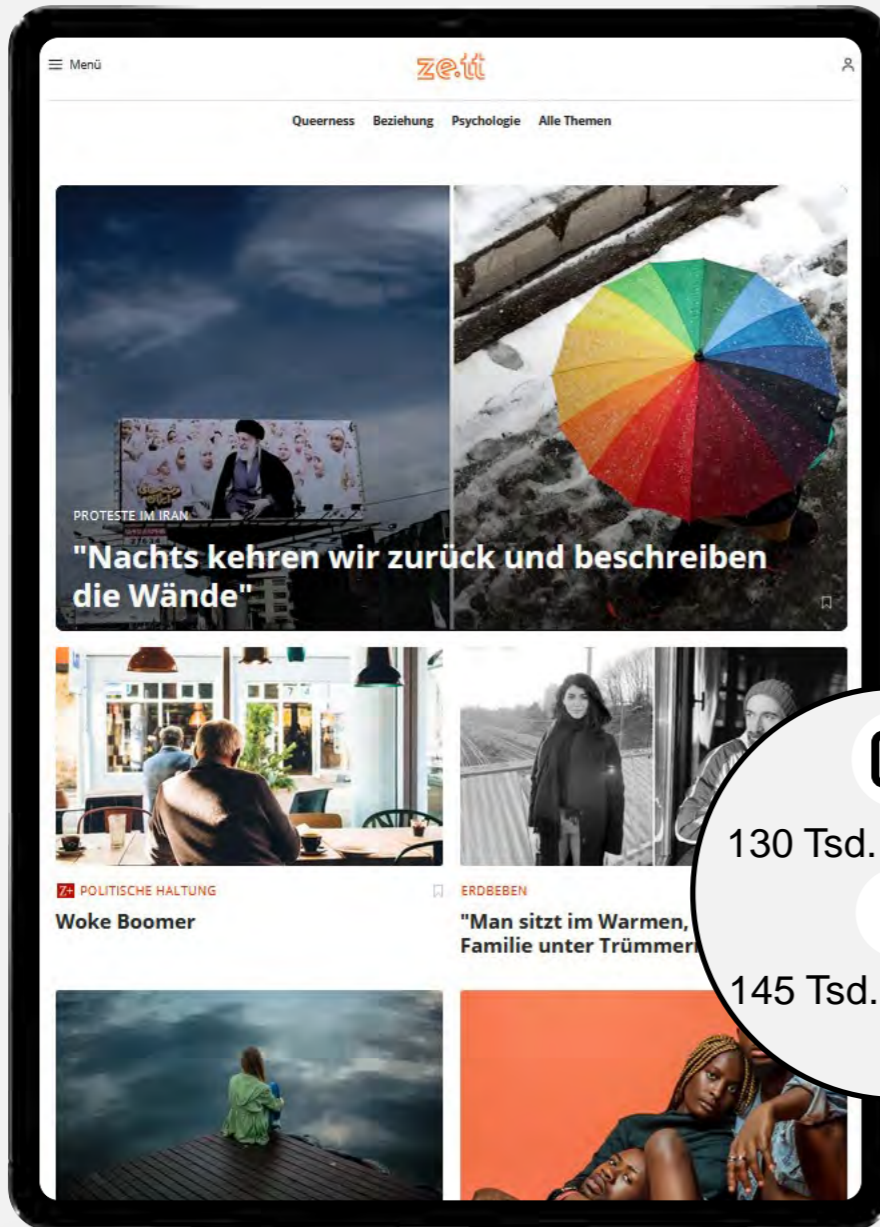 Menü
ze.tt
Queerness Beziehung Psychologie Alle Themen
PROTESTE IM IRAN
"Nachts kehren wir zurück und beschreiben
die Wände"
Z+ POLITISCHE HALTUNG
Woke Boomer
ERDBEBEN
"Man sitzt im Warmen,
Familie unter
130 Tsd.
145 Tsd.